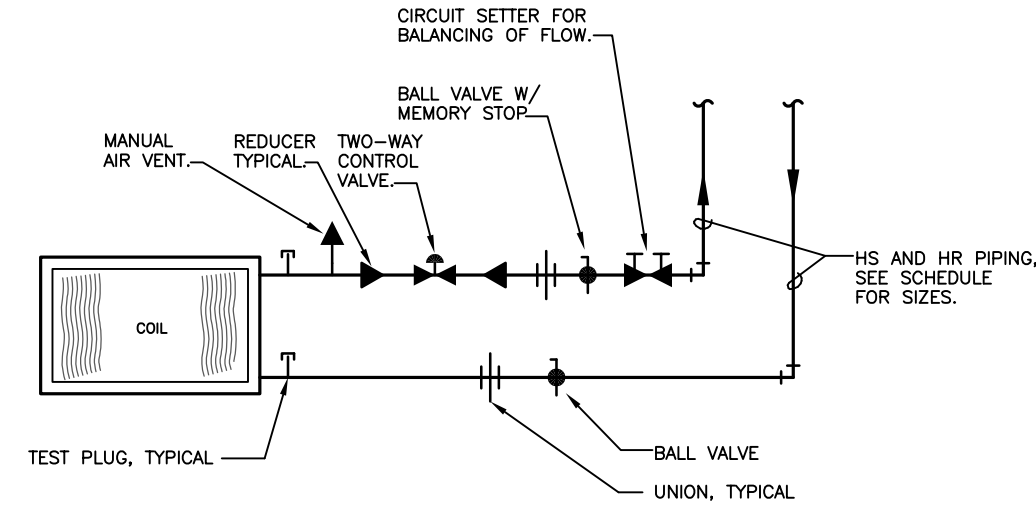 CIRCUIT SETTER FOR
BALANCING OF FLOW.
BALL VALVE W/
MEMORY STOP
MANUAL
AIR VENT.
REDUCER
TYPICAL.
TWO-WAY
CONTROL
VALVE.
HS AND HR PIPING,
SEE SCHEDULE
FOR SIZES.
COIL
TEST PLUG, TYPICAL
BALL VALVE
UNION, TYPICAL